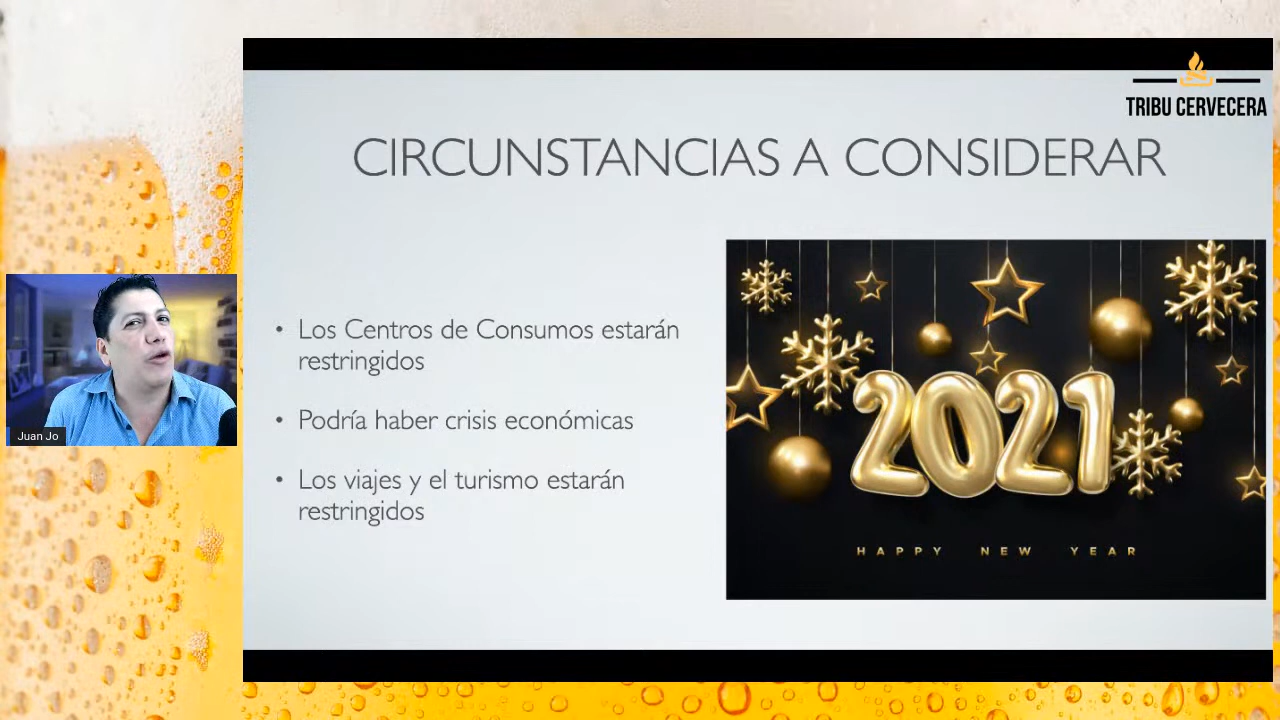 TRIBU CERVECERA
CIRCUNSTANCIAS A CONSIDERAR
• Los Centros de Consumos estarán
restringidos
• Podría haber crisis económicas
• Los viajes y el turismo estarán
restringidos
2021
HAPPY NEW YEAR
Juan Jo